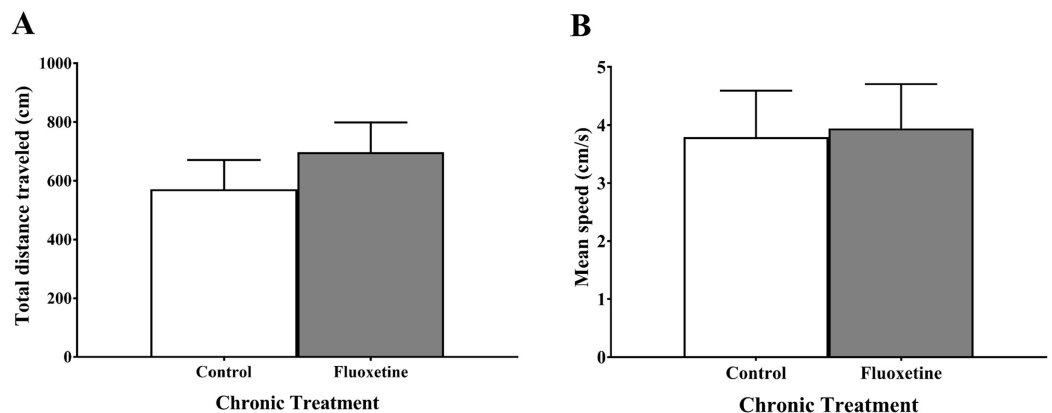 A
Total distance traveled (cm)
1000
800
600
400
200
0
Control
Fluoxetine
Chronic Treatment
B
Mean speed (cm/s)
5
4
3
2
1
0
Control
Fluoxetine
Chronic Treatment